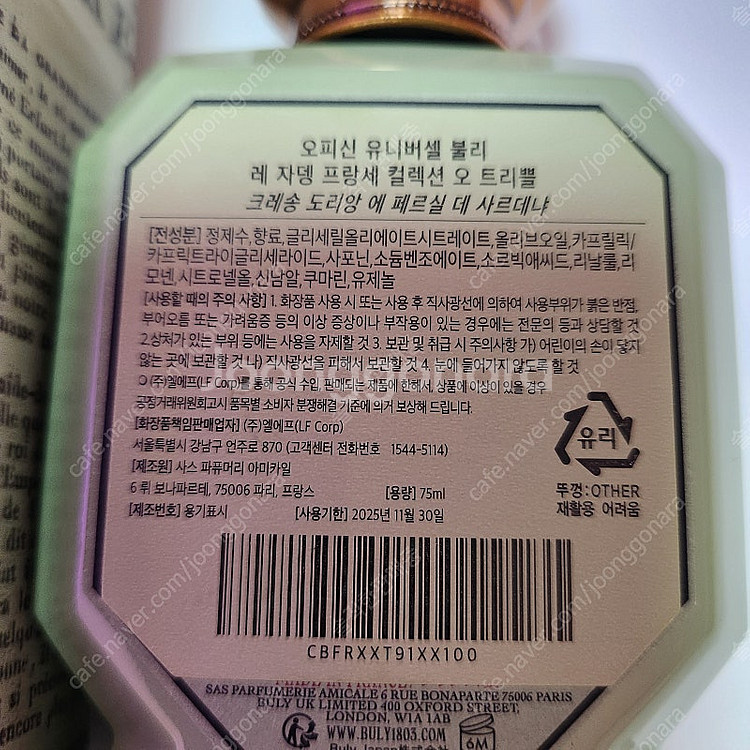 오피신 유니버셀 불리
레 자뎅 프랑세 컬렉션 오 트리쁠
크레송 도리앙 에 페르실 데 사르데냐
[전성분] 정제수,향료,글리세릴올리에이트시트레이트,올리브오일,카프릴릭/
카프릭트라이글리세라이드,사포닌,소듐벤조에이트,소르빅애씨드,리날룰,리
모넨,시트로넬올,신남알,쿠마린,유제놀
[사용할 때의 주의 사항] 1. 화장품 사용 시 또는 사용 후 직사광선에 의하여 사용부위가 붉은 반점,
부어오름 또는 가려움증 등의 이상 증상이나 부작용이 있는 경우에는 전문의 등과 상담할 것
2.상처가 있는 부위 등에는 사용을 자제할 것 3. 보관 및 취급 시 주의사항 가) 어린이의 손이 닿지
않는 곳에 보관할 것 나) 직사광선을 피해서 보관할 것 4. 눈에 들어가지 않도록 할 것
○ (주)엘에프(LF Corp)를 통해 공식 수입, 판매되는 제품에 한해서, 상품에 이상이 있을 경우
공정거래위원회고시 품목별 소비자 분쟁해결 기준에 의거 보상해 드립니다.
[화장품책임판매업자] (주)엘에프(LF Corp)
서울특별시 강남구 언주로 870 (고객센터 전화번호 1544-5114)
[제조원] 사스 파퓨머리 아미카일
6 뤼 보나파르테, 75006 파리, 프랑스 [용량] 75ml
[제조번호] 용기표시 [사용기한] 2025년 11월 30일
유리
뚜껑:OTHER
재활용 어려움
CBFRXXT91XX100
MADE IN FRANCE
SAS PARFUMERIE AMICALE 6 RUE BONAPARTE 75006 PARIS
BULY UK LIMITED 400 OXFORD STREET,
LONDON, W1A 1AB
WWW.BULY1803.COM
Buly Japan株式会社
6M
cafe.naver.com/joonggonara
joonggonara